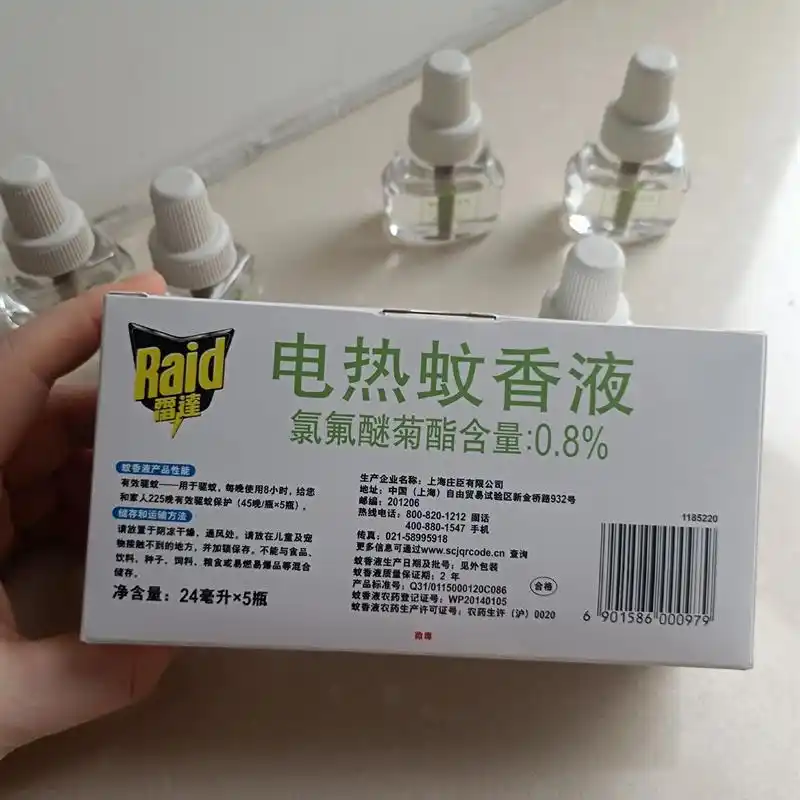 Raid
雷達
电热蚊香液
氯氟醚菊酯含量:0.8%
蚊香液产品性能
有效驱蚊——用于驱蚊，每晚使用8小时，给您
和家人225晚有效驱蚊保护（45晚/瓶×5瓶）。
储存和运输方法
请放置于阴凉干燥、通风处，请放在儿童及宠
物接触不到的地方，并加锁保存。不能与食品、
饮料、种子、饲料、粮食或易燃易爆品等混合
储存。
净含量：24毫升×5瓶
生产企业名称：上海庄臣有限公司
地址：中国（上海）自由贸易试验区新金桥路932号
邮编：201206
热线电话：800-820-1212 固话
400-880-1547 手机
传真：021-58995918
更多信息可通过www.scjqrcode.cn 查询
蚊香液生产日期及批号：见外包装
蚊香液质量保证期：2 年
产品标准号：Q31/0115000120C086
蚊香液农药登记证号：WP20140105
蚊香液农药生产许可证号：农药生许（沪）0020
合格
微毒
1185220
6 901586 000979